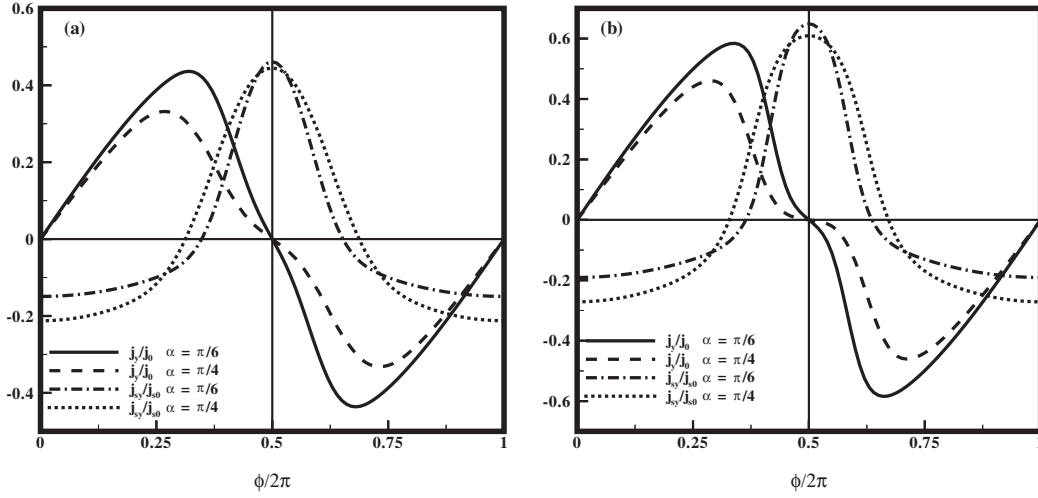 (a)
0.6
0.4
0.2
0
-0.2
-0.4
j_y/j_0 α = π/6
j_y/j_0 α = π/4
j_sy/j_s0 α = π/6
j_sy/j_s0 α = π/4
0 0.25 0.5 0.75 1
ϕ/2π
(b)
0.6
0.4
0.2
0
-0.2
-0.4
-0.6
j_y/j_0 α = π/6
j_y/j_0 α = π/4
j_sy/j_s0 α = π/6
j_sy/j_s0 α = π/4
0 0.25 0.5 0.75 1
ϕ/2π